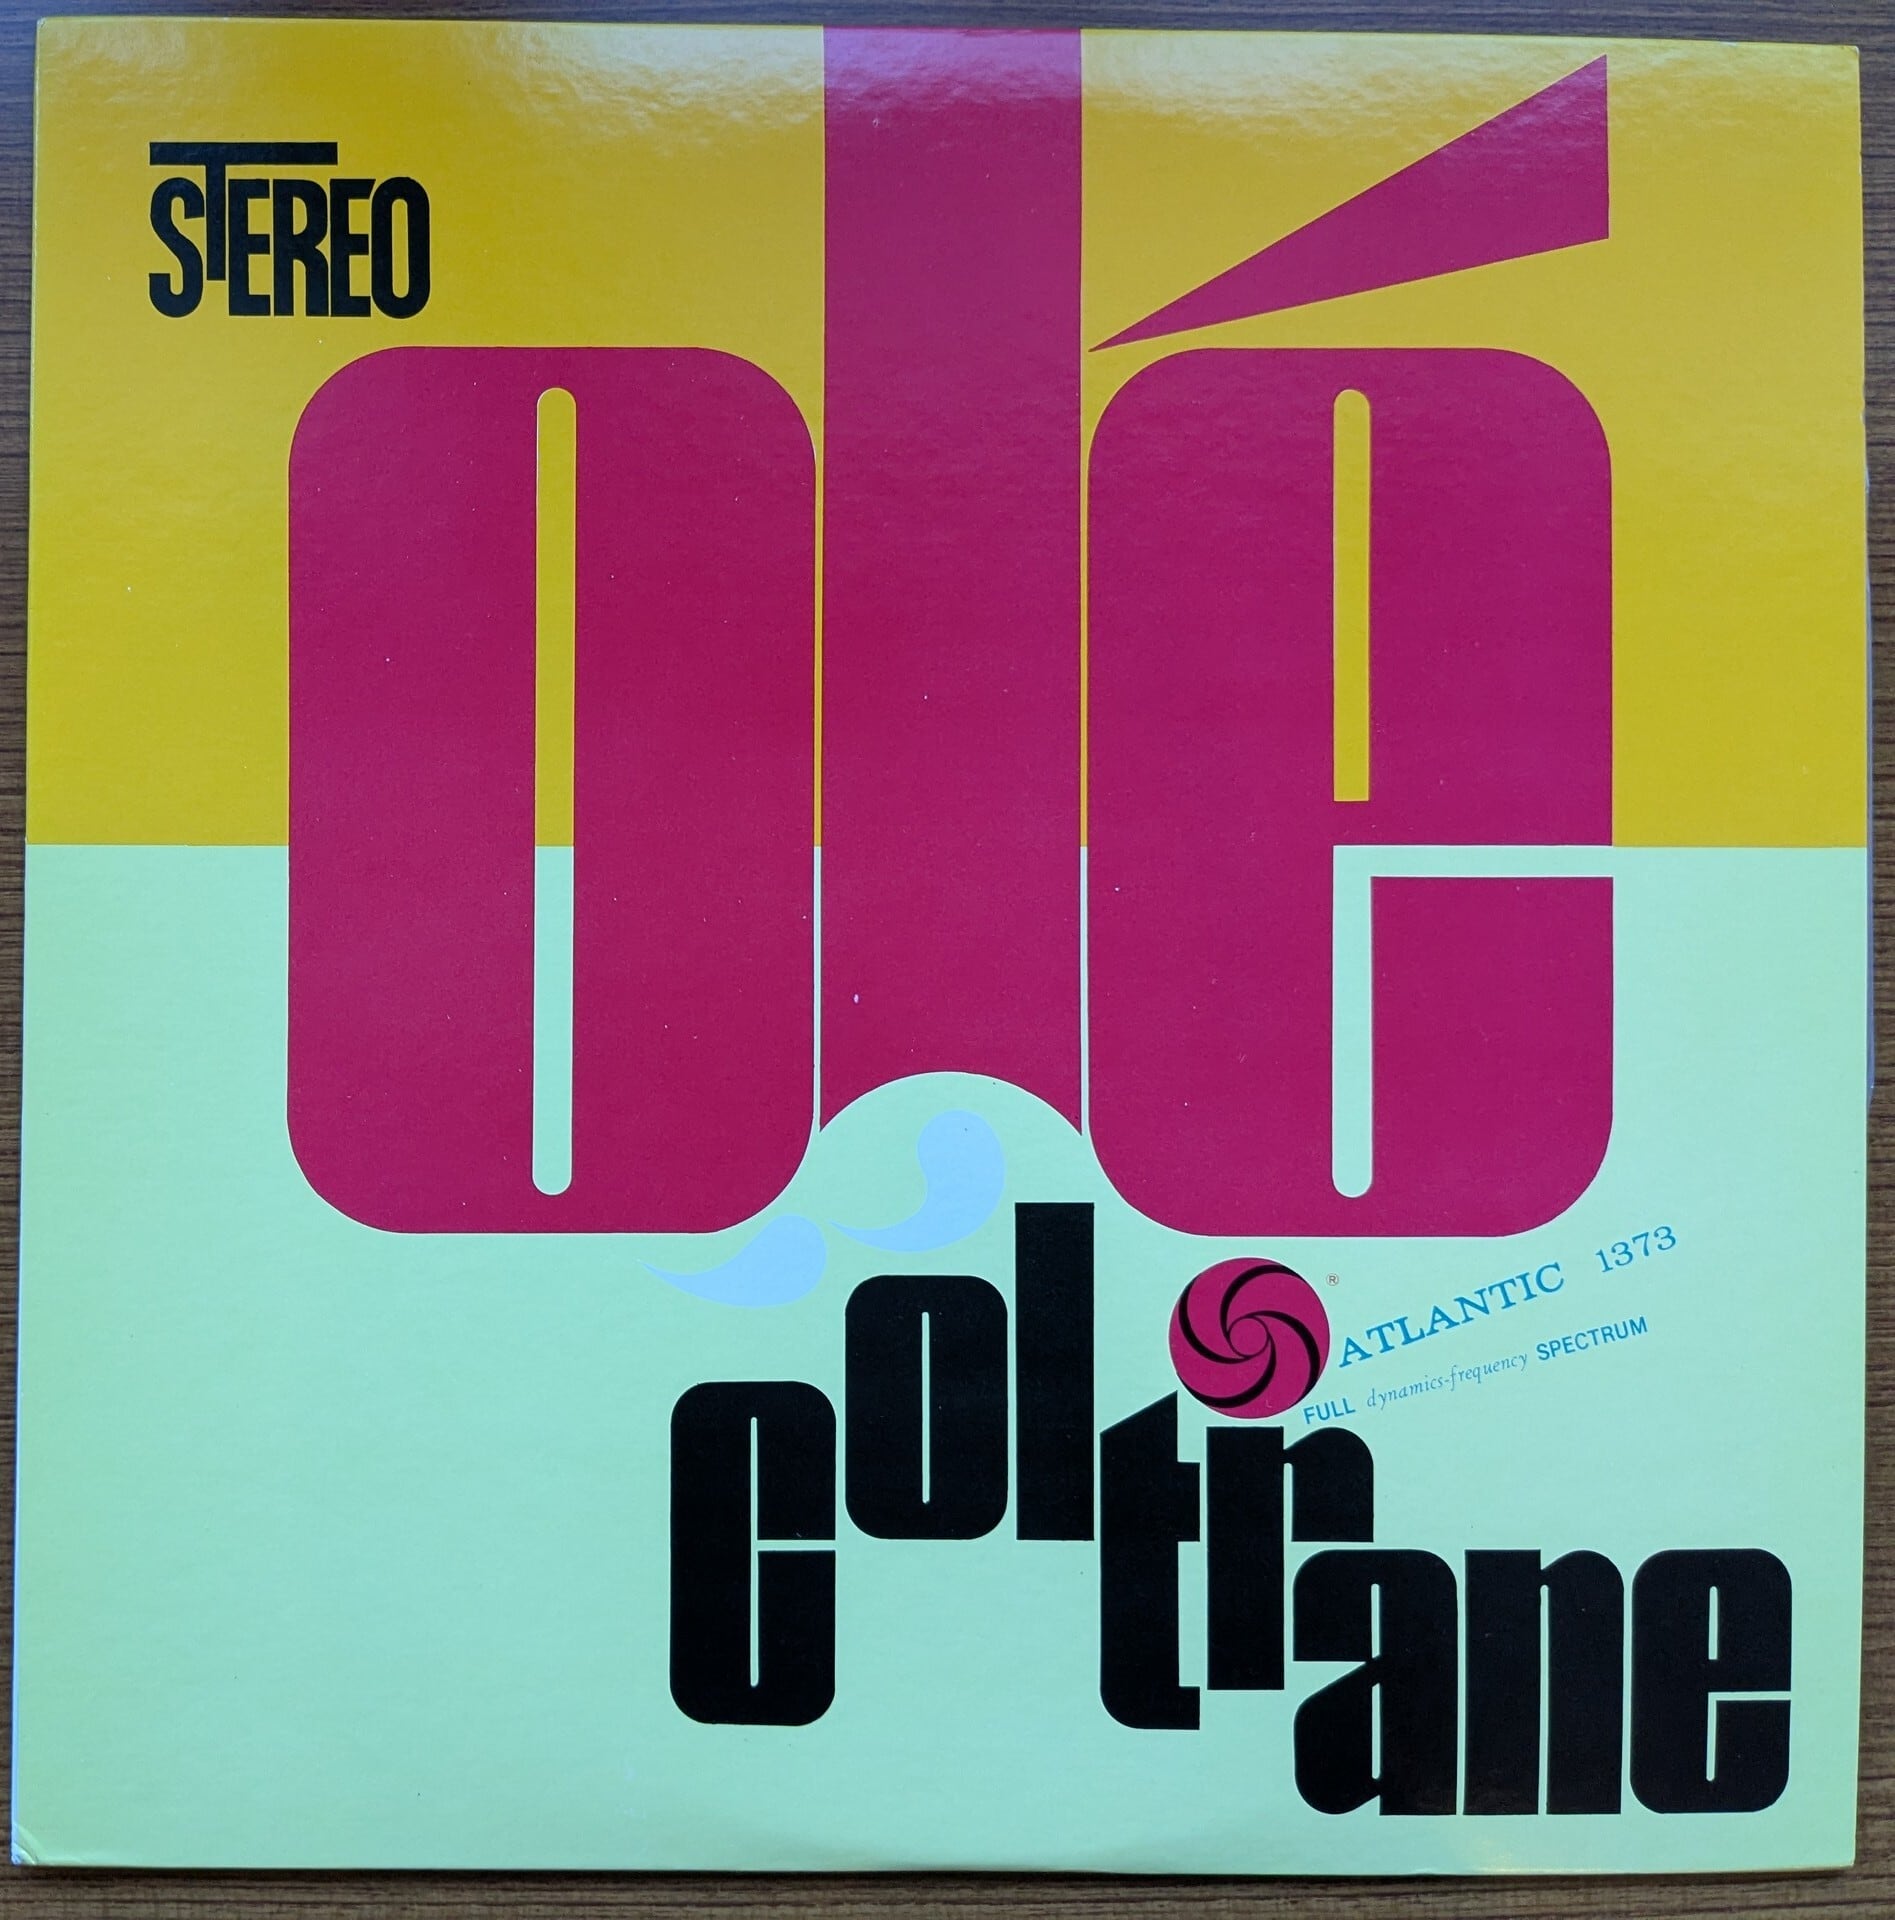 STEREO
olé
coltrane
® ATLANTIC 1373
FULL dynamics-frequency SPECTRUM